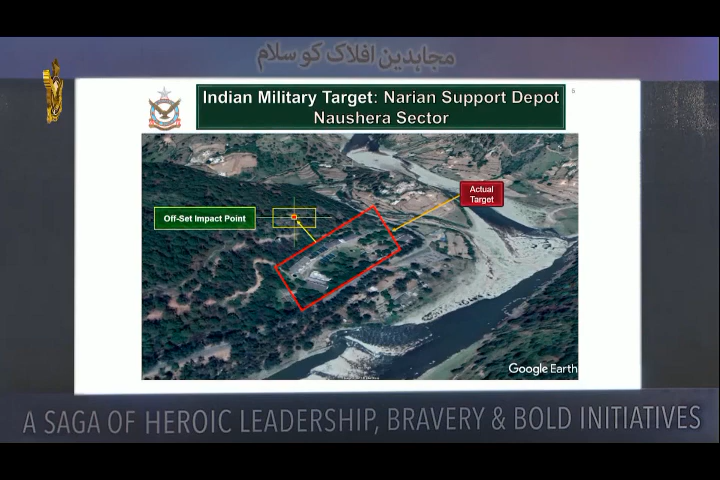 مجاہدین افلاک کو سلام
Indian Military Target: Narian Support Depot
Naushera Sector
6
Actual
Target
Off-Set Impact Point
Google Earth
A SAGA OF HEROIC LEADERSHIP, BRAVERY & BOLD INITIATIVES